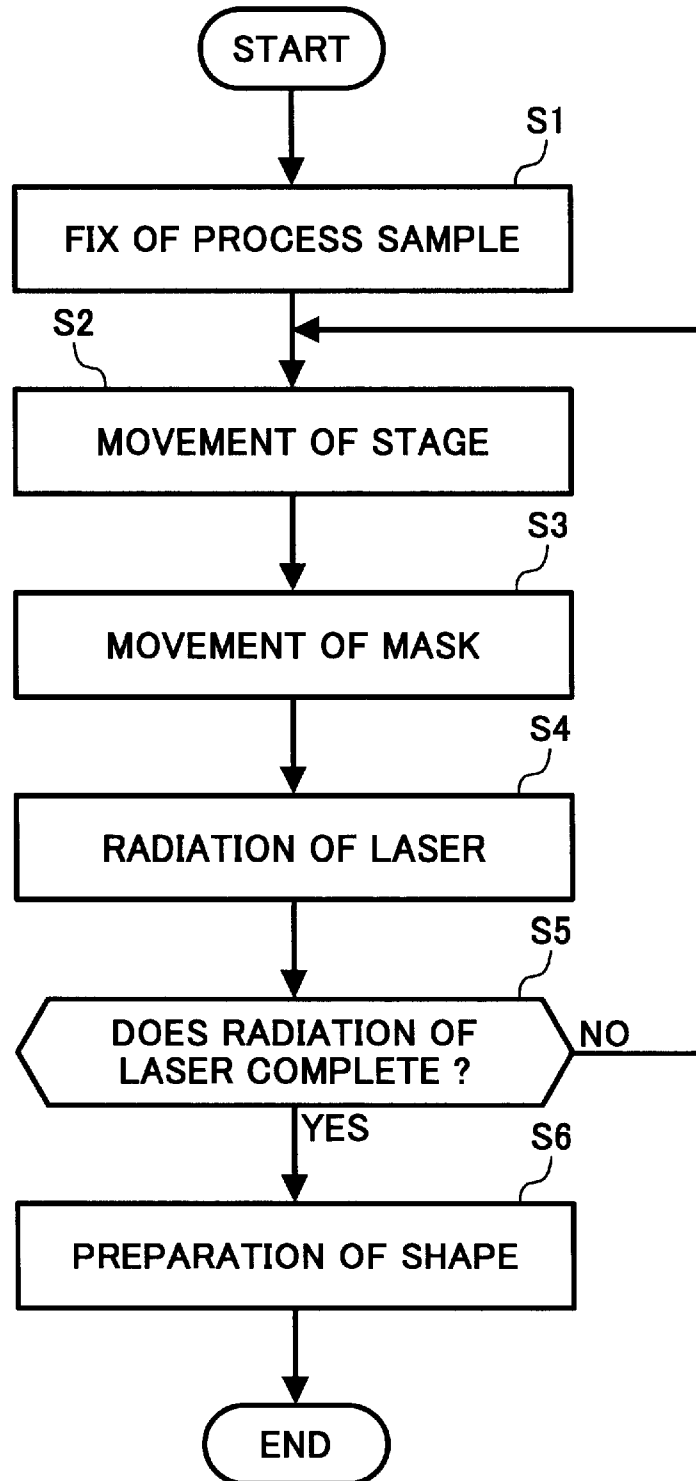 START
S1
FIX OF PROCESS SAMPLE
S2
MOVEMENT OF STAGE
S3
MOVEMENT OF MASK
S4
RADIATION OF LASER
S5
DOES RADIATION OF
LASER COMPLETE ?
NO
YES
S6
PREPARATION OF SHAPE
END